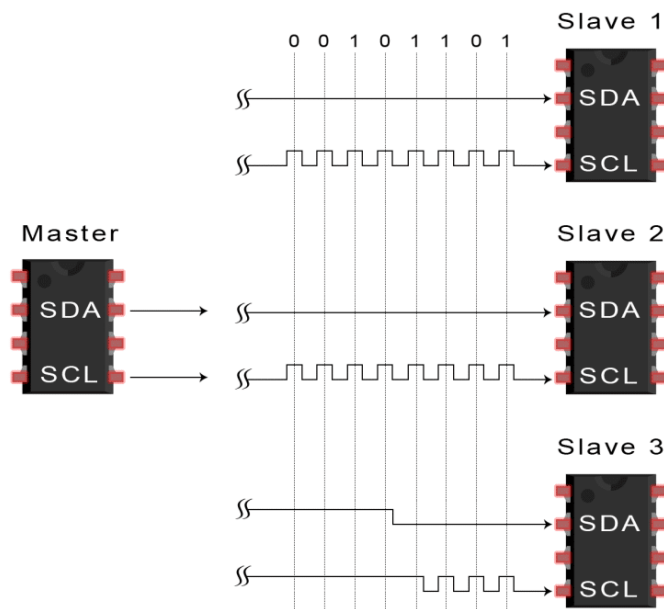 Slave 1
0 0 1 0 1 1 0 1
SDA
SCL
Master
SDA
SCL
Slave 2
SDA
SCL
Slave 3
SDA
SCL